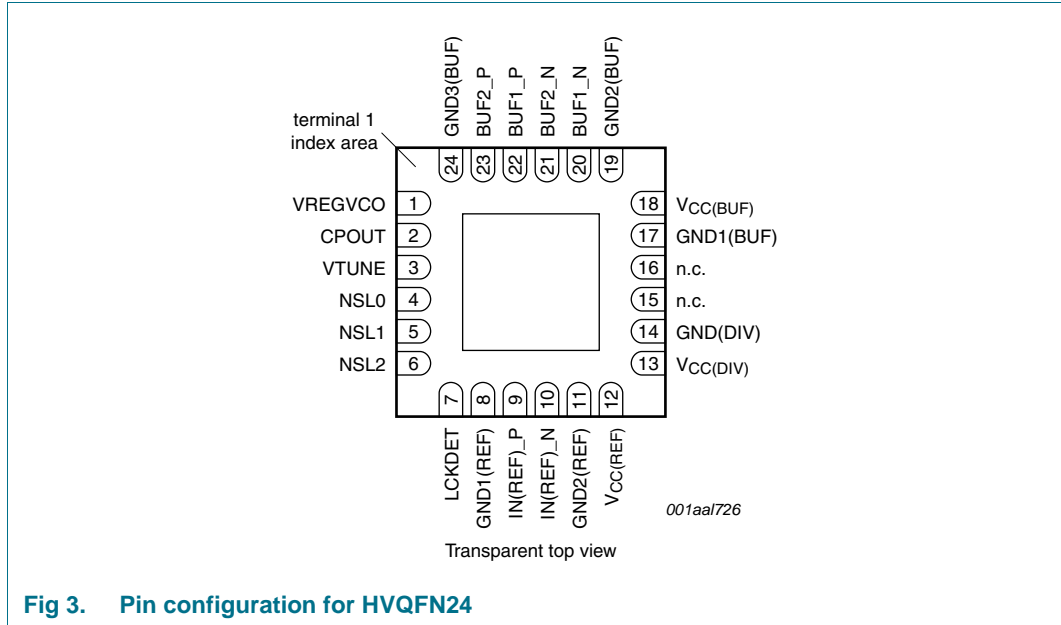 GND3(BUF)
BUF2_P
BUF1_P
BUF2_N
BUF1_N
GND2(BUF)
terminal 1
index area
24
23
22
21
20
19
VREGVCO 1
CPOUT 2
VTUNE 3
NSL0 4
NSL1 5
NSL2 6
18 VCC(BUF)
17 GND1(BUF)
16 n.c.
15 n.c.
14 GND(DIV)
13 VCC(DIV)
7
8
9
10
11
12
LCKDET
GND1(REF)
IN(REF)_P
IN(REF)_N
GND2(REF)
VCC(REF)
001aal726
Transparent top view
Fig 3. Pin configuration for HVQFN24